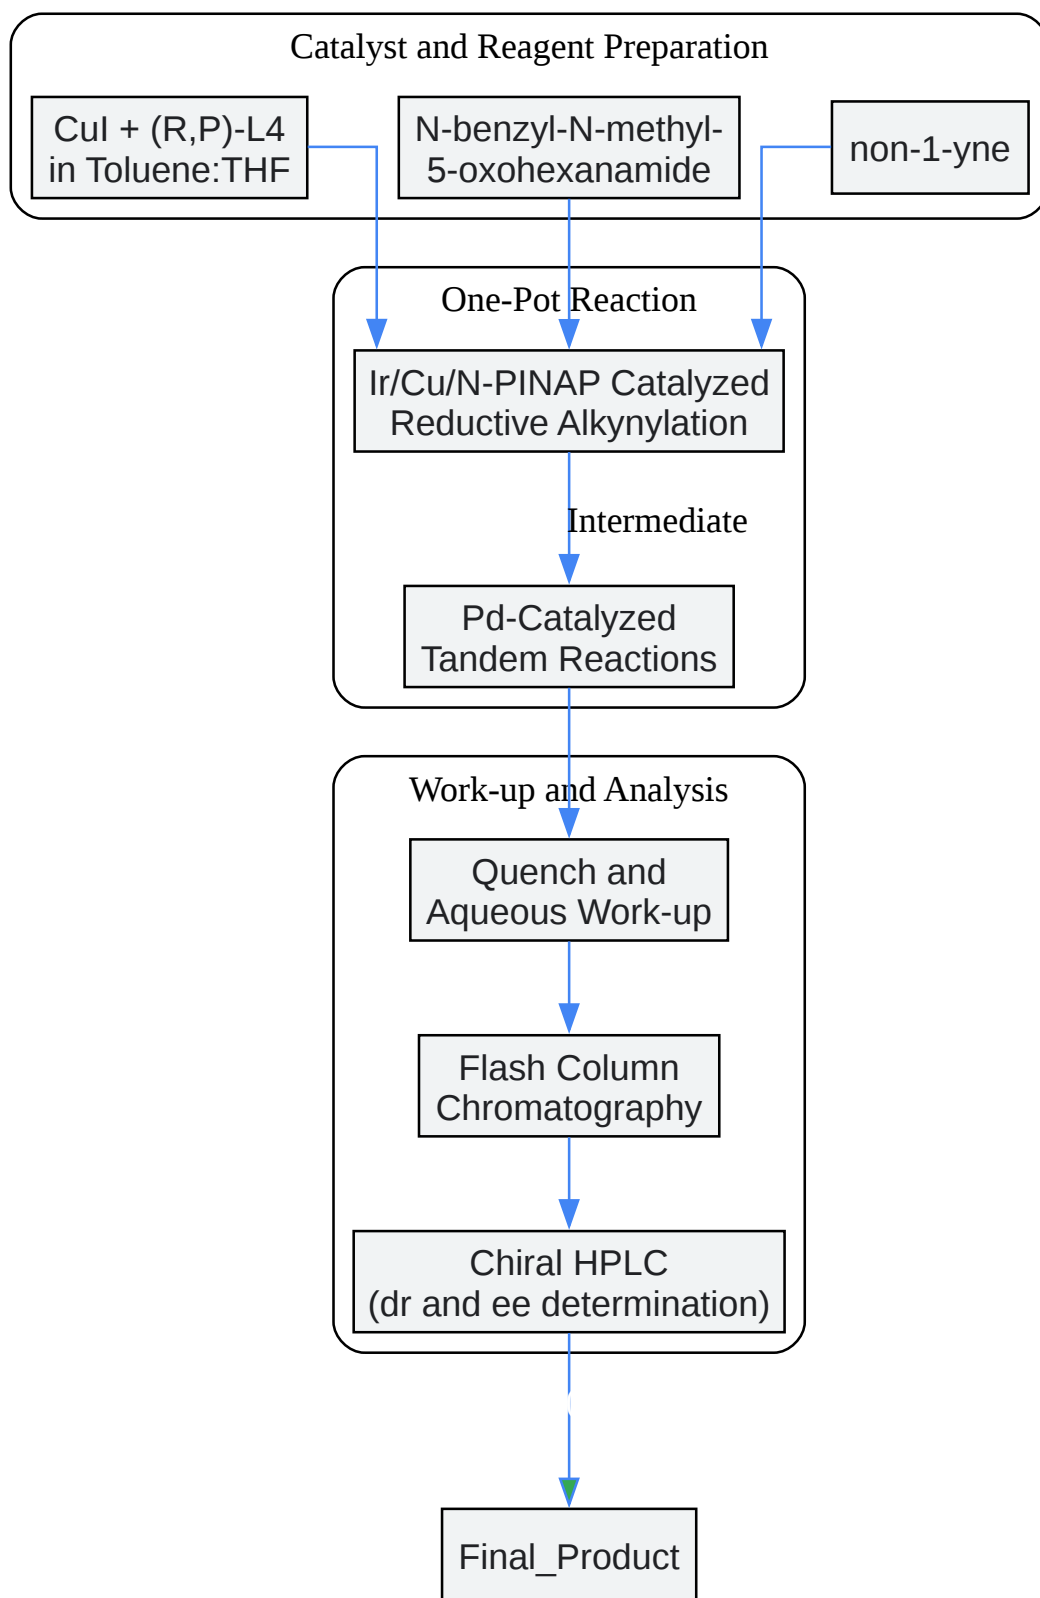 Catalyst and Reagent Preparation
CuI + (R,P)-L4
in Toluene:THF
N-benzyl-N-methyl-
5-oxohexanamide
non-1-yne
One-Pot Reaction
Ir/Cu/N-PINAP Catalyzed
Reductive Alkynylation
Intermediate
Pd-Catalyzed
Tandem Reactions
Work-up and Analysis
Quench and
Aqueous Work-up
Flash Column
Chromatography
Chiral HPLC
(dr and ee determination)
Final_Product